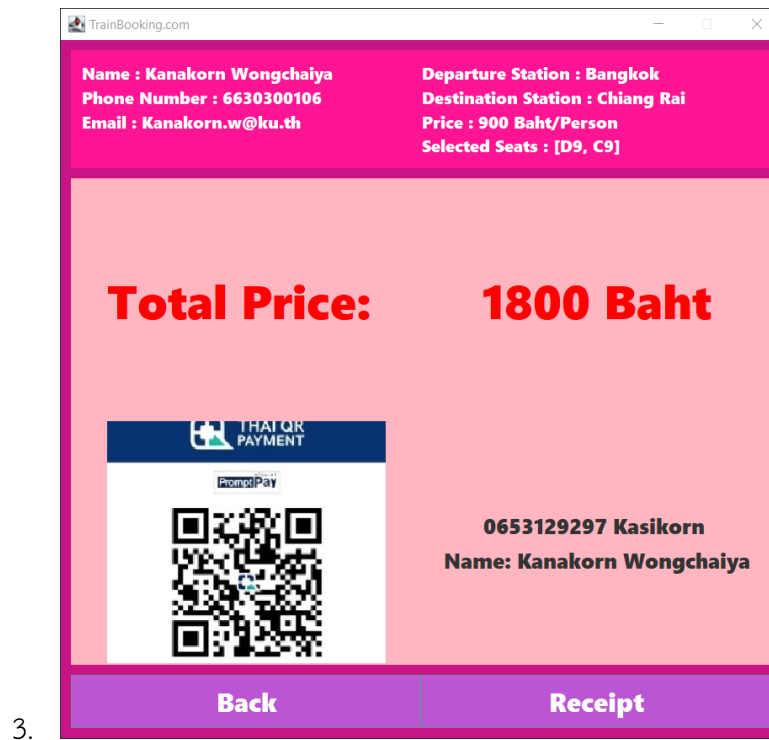 TrainBooking.com
Name : Kanakorn Wongchaiya
Phone Number : 6630300106
Email : Kanakorn.w@ku.th
Departure Station : Bangkok
Destination Station : Chiang Rai
Price : 900 Baht/Person
Selected Seats : [D9, C9]
Total Price:
1800 Baht
THAI QR
PAYMENT
PromptPay
0653129297 Kasikorn
Name: Kanakorn Wongchaiya
Back
Receipt
3.